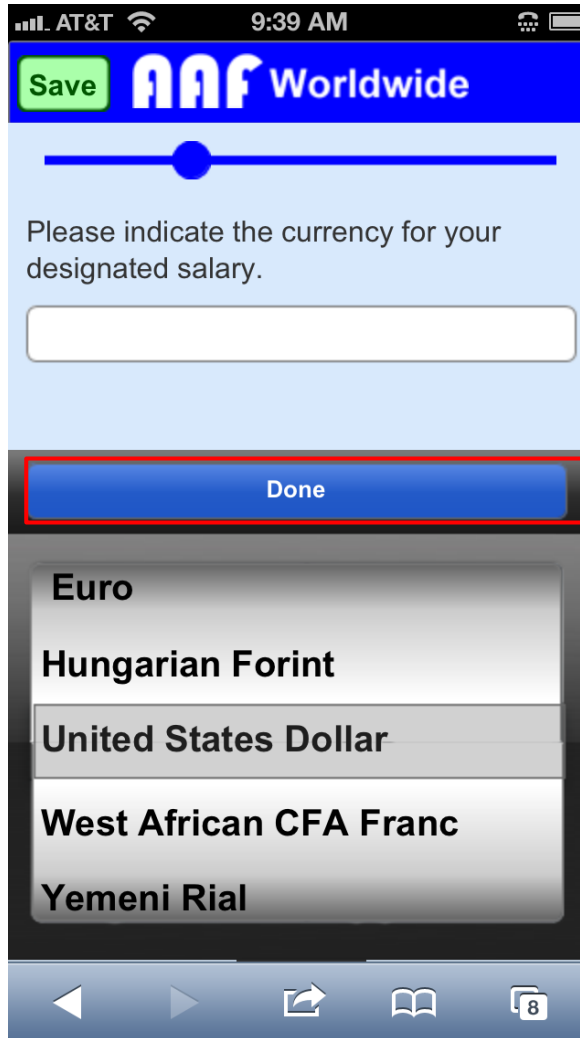 AT&T 9:39 AM
Save AAF Worldwide
Please indicate the currency for your
designated salary.
Done
Euro
Hungarian Forint
United States Dollar
West African CFA Franc
Yemeni Rial
8